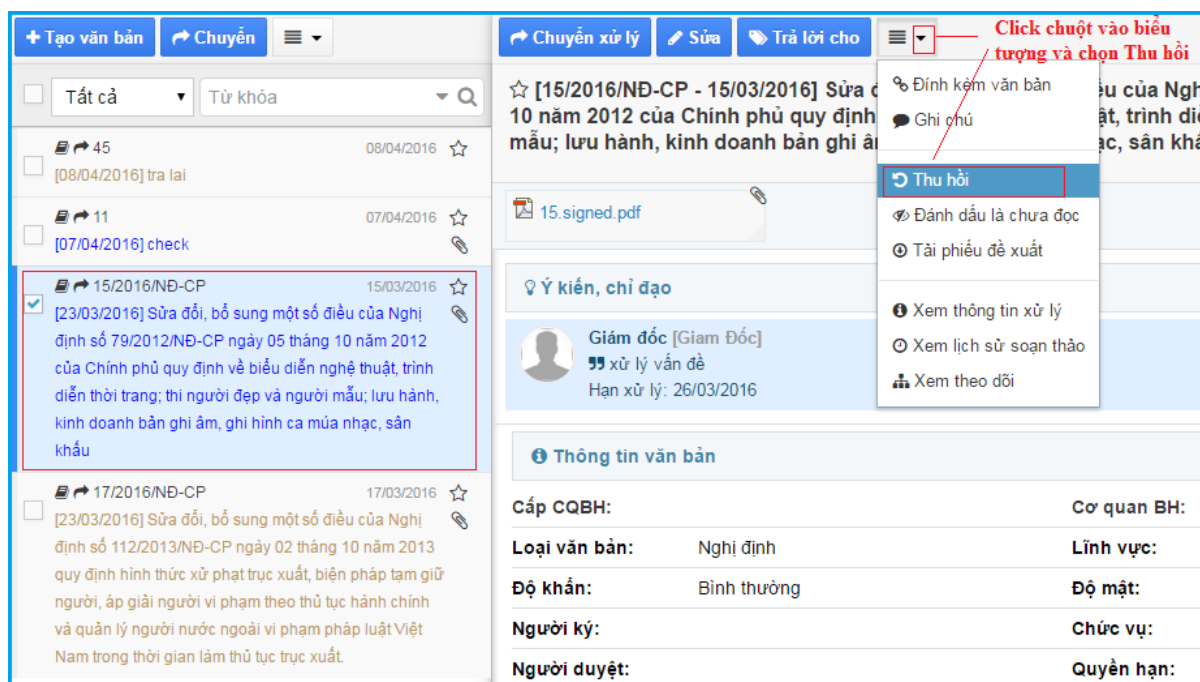 Tạo văn bản
Chuyển
Tất cả
Từ khóa
45
08/04/2016
[08/04/2016] tra lai
11
07/04/2016
[07/04/2016] check
15/2016/NĐ-CP
15/03/2016
[23/03/2016] Sửa đổi, bổ sung một số điều của Nghị
định số 79/2012/NĐ-CP ngày 05 tháng 10 năm 2012
của Chính phủ quy định về biểu diễn nghệ thuật, trình
diễn thời trang; thi người đẹp và người mẫu; lưu hành,
kinh doanh bản ghi âm, ghi hình ca múa nhạc, sân
khấu
17/2016/NĐ-CP
17/03/2016
[23/03/2016] Sửa đổi, bổ sung một số điều của Nghị
định số 112/2013/NĐ-CP ngày 02 tháng 10 năm 2013
quy định hình thức xử phạt trục xuất, biện pháp tạm giữ
người, áp giải người vi phạm theo thủ tục hành chính
và quản lý người nước ngoài vi phạm pháp luật Việt
Nam trong thời gian làm thủ tục trục xuất.
Chuyển xử lý
Sửa
Trả lời cho
Click chuột vào biểu
tượng và chọn Thu hồi
[15/2016/NĐ-CP - 15/03/2016] Sửa của Ngh
10 năm 2012 của Chính phủ quy định trình
mẫu; lưu hành, kinh doanh bản ghi sân
Đính kèm văn bản
Ghi chú
Thu hồi
Đánh dấu là chưa đọc
Tải phiếu đề xuất
Xem thông tin xử lý
Xem lịch sử soạn thảo
Xem theo dõi
15.signed.pdf
Ý kiến, chỉ đạo
Giám đốc [Giam Đốc]
xử lý vấn đề
Hạn xử lý: 26/03/2016
Thông tin văn bản
Cấp CQBH:
Cơ quan BH:
Loại văn bản: Nghị định
Lĩnh vực:
Độ khẩn: Bình thường
Độ mật:
Người ký:
Chức vụ:
Người duyệt:
Quyền hạn: